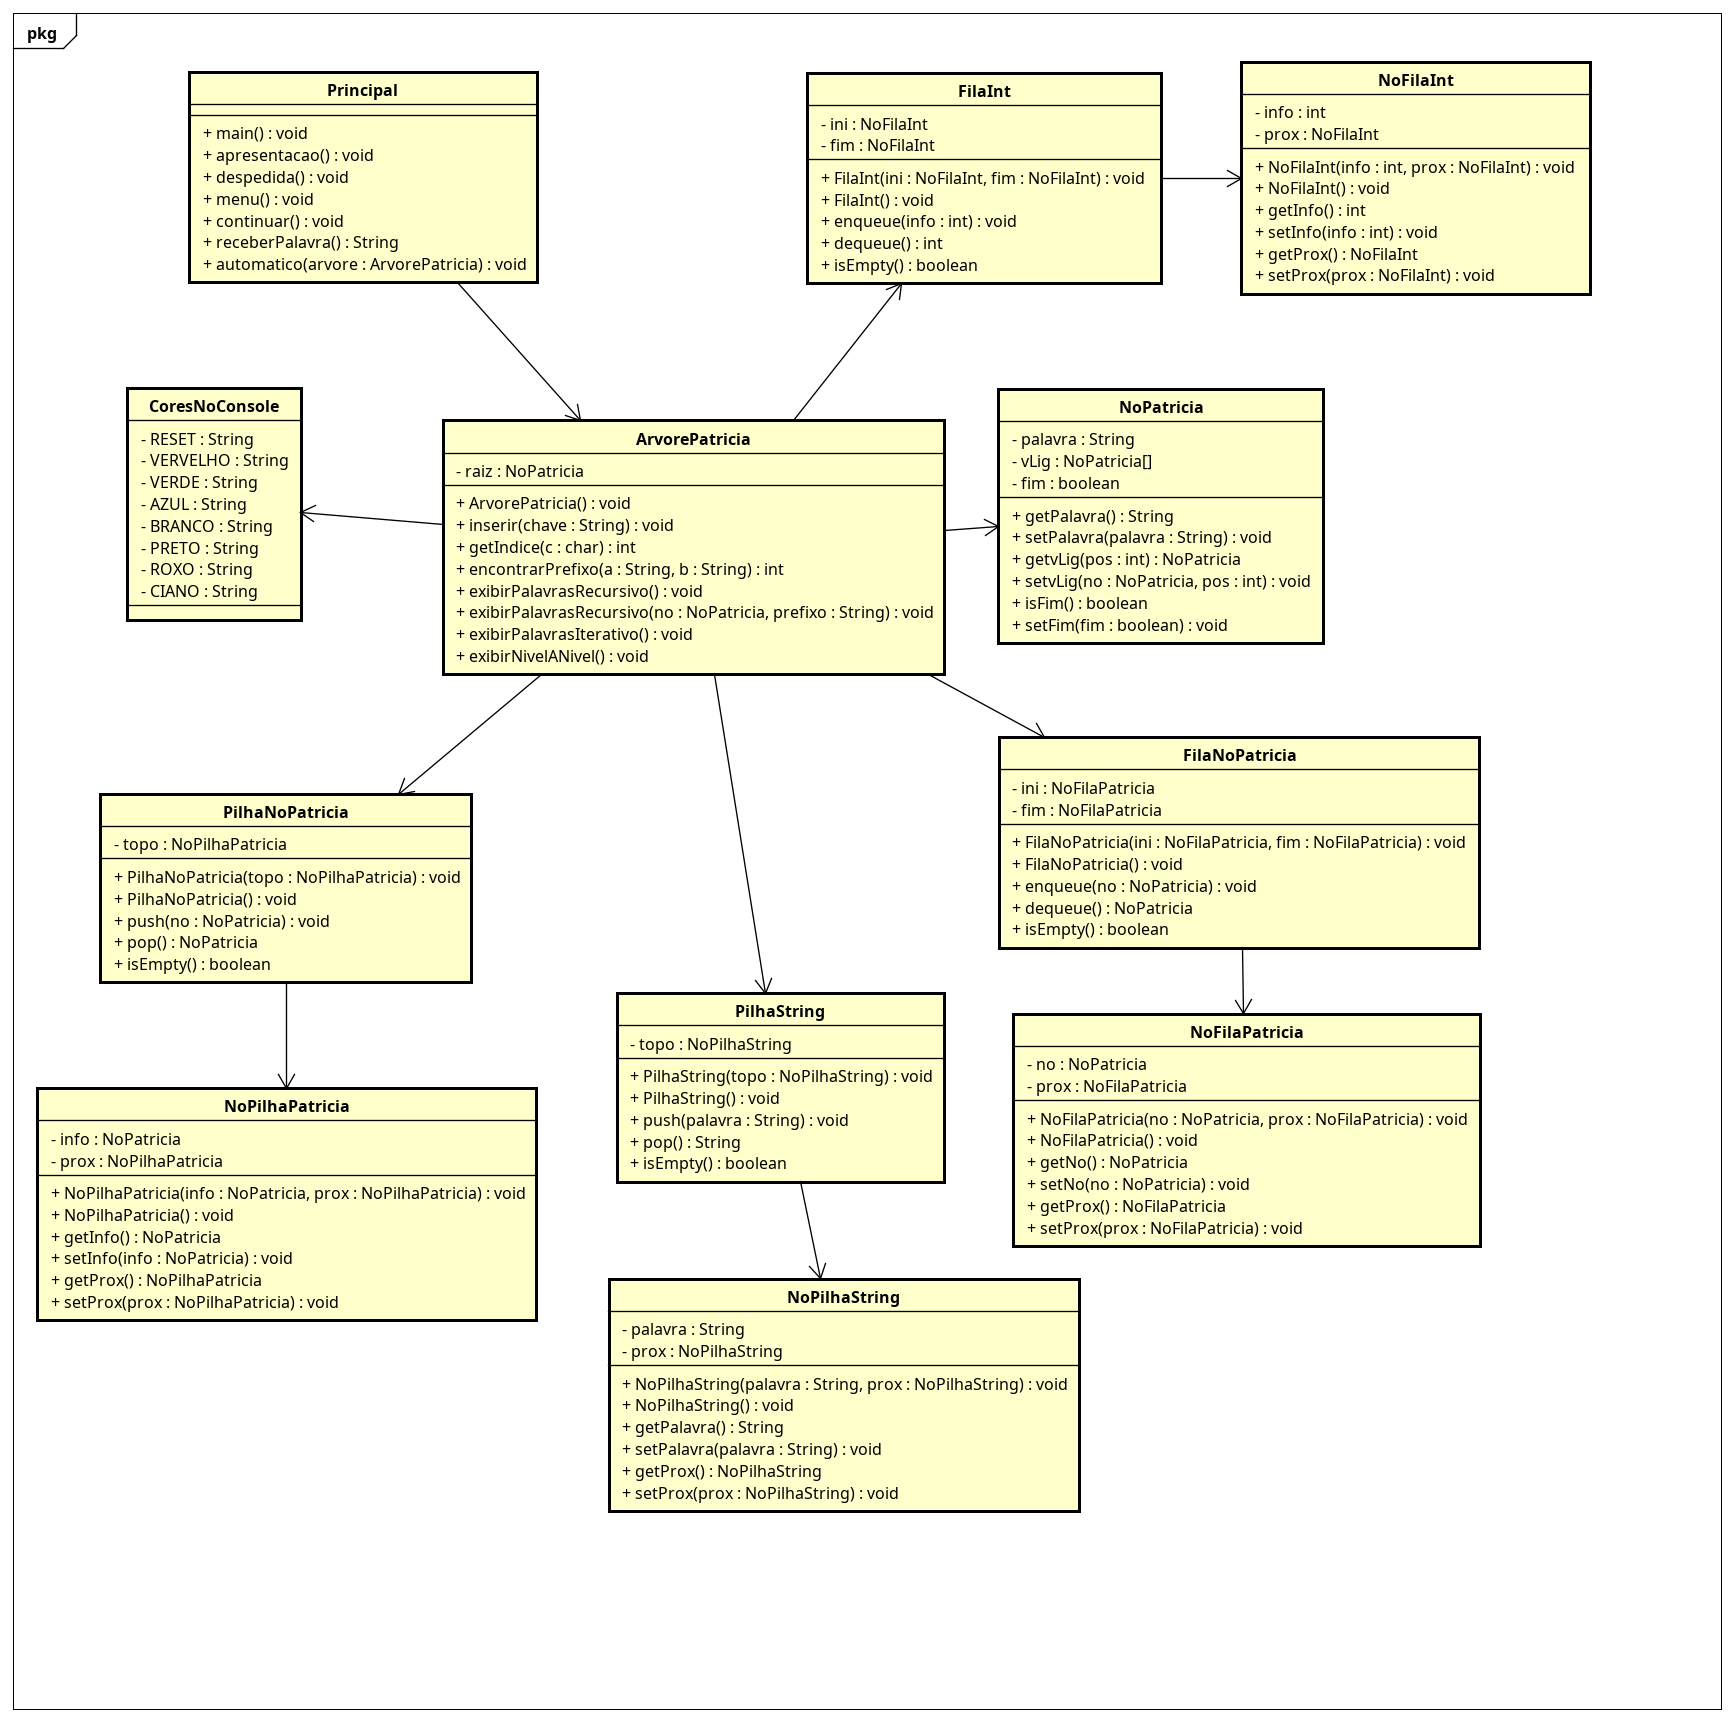 pkg
Principal
+ main() : void
+ apresentacao() : void
+ despedida() : void
+ menu() : void
+ continuar() : void
+ receberPalavra() : String
+ automatico(arvore : ArvorePatricia) : void
FilaInt
- ini : NoFilaInt
- fim : NoFilaInt
+ FilaInt(ini : NoFilaInt, fim : NoFilaInt) : void
+ FilaInt() : void
+ enqueue(info : int) : void
+ dequeue() : int
+ isEmpty() : boolean
NoFilaInt
- info : int
- prox : NoFilaInt
+ NoFilaInt(info : int, prox : NoFilaInt) : void
+ NoFilaInt() : void
+ getInfo() : int
+ setInfo(info : int) : void
+ getProx() : NoFilaInt
+ setProx(prox : NoFilaInt) : void
CoresNoConsole
- RESET : String
- VERVELHO : String
- VERDE : String
- AZUL : String
- BRANCO : String
- PRETO : String
- ROXO : String
- CIANO : String
ArvorePatricia
- raiz : NoPatricia
+ ArvorePatricia() : void
+ inserir(chave : String) : void
+ getIndice(c : char) : int
+ encontrarPrefixo(a : String, b : String) : int
+ exibirPalavrasRecursivo() : void
+ exibirPalavrasRecursivo(no : NoPatricia, prefixo : String) : void
+ exibirPalavrasIterativo() : void
+ exibirNivelANivel() : void
NoPatricia
- palavra : String
- vLig : NoPatricia[]
- fim : boolean
+ getPalavra() : String
+ setPalavra(palavra : String) : void
+ getvLig(pos : int) : NoPatricia
+ setvLig(no : NoPatricia, pos : int) : void
+ isFim() : boolean
+ setFim(fim : boolean) : void
PilhaNoPatricia
- topo : NoPilhaPatricia
+ PilhaNoPatricia(topo : NoPilhaPatricia) : void
+ PilhaNoPatricia() : void
+ push(no : NoPatricia) : void
+ pop() : NoPatricia
+ isEmpty() : boolean
FilaNoPatricia
- ini : NoFilaPatricia
- fim : NoFilaPatricia
+ FilaNoPatricia(ini : NoFilaPatricia, fim : NoFilaPatricia) : void
+ FilaNoPatricia() : void
+ enqueue(no : NoPatricia) : void
+ dequeue() : NoPatricia
+ isEmpty() : boolean
PilhaString
- topo : NoPilhaString
+ PilhaString(topo : NoPilhaString) : void
+ PilhaString() : void
+ push(palavra : String) : void
+ pop() : String
+ isEmpty() : boolean
NoFilaPatricia
- no : NoPatricia
- prox : NoFilaPatricia
+ NoFilaPatricia(no : NoPatricia, prox : NoFilaPatricia) : void
+ NoFilaPatricia() : void
+ getNo() : NoPatricia
+ setNo(no : NoPatricia) : void
+ getProx() : NoFilaPatricia
+ setProx(prox : NoFilaPatricia) : void
NoPilhaPatricia
- info : NoPatricia
- prox : NoPilhaPatricia
+ NoPilhaPatricia(info : NoPatricia, prox : NoPilhaPatricia) : void
+ NoPilhaPatricia() : void
+ getInfo() : NoPatricia
+ setInfo(info : NoPatricia) : void
+ getProx() : NoPilhaPatricia
+ setProx(prox : NoPilhaPatricia) : void
NoPilhaString
- palavra : String
- prox : NoPilhaString
+ NoPilhaString(palavra : String, prox : NoPilhaString) : void
+ NoPilhaString() : void
+ getPalavra() : String
+ setPalavra(palavra : String) : void
+ getProx() : NoPilhaString
+ setProx(prox : NoPilhaString) : void